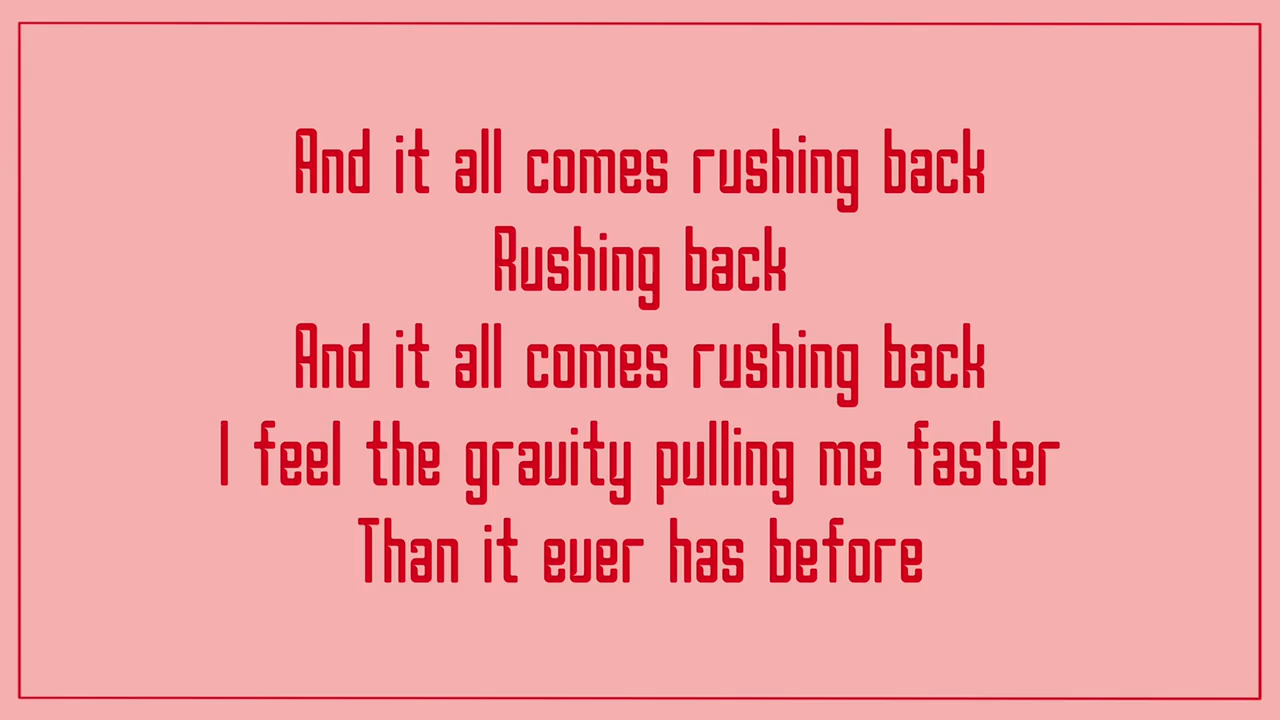 And it all comes rushing back
Rushing back
And it all comes rushing back
I feel the gravity pulling me faster
Than it ever has before